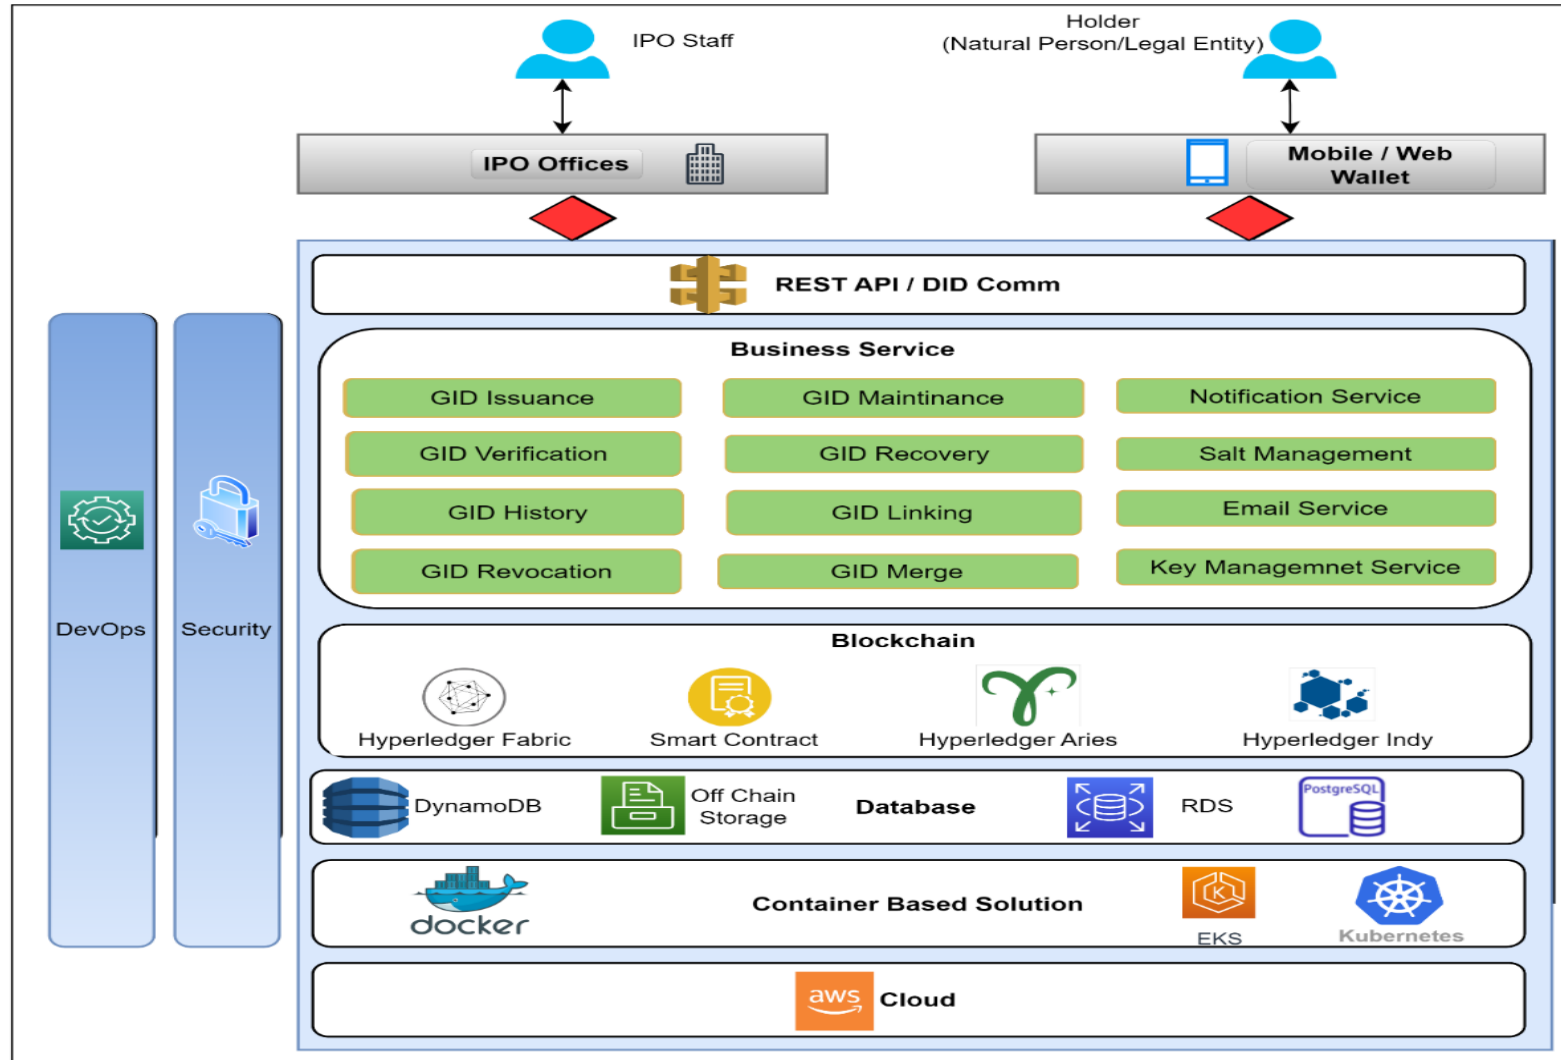 IPO Staff
Holder
(Natural Person/Legal Entity)
IPO Offices
Mobile / Web
Wallet
REST API / DID Comm
Business Service
GID Issuance
GID Maintinance
Notification Service
GID Verification
GID Recovery
Salt Management
GID History
GID Linking
Email Service
GID Revocation
GID Merge
Key Managemnet Service
DevOps
Security
Blockchain
Hyperledger Fabric
Smart Contract
Hyperledger Aries
Hyperledger Indy
DynamoDB
Off Chain
Storage
Database
RDS
PostgreSQL
docker
Container Based Solution
K
EKS
Kubernetes
aws
Cloud